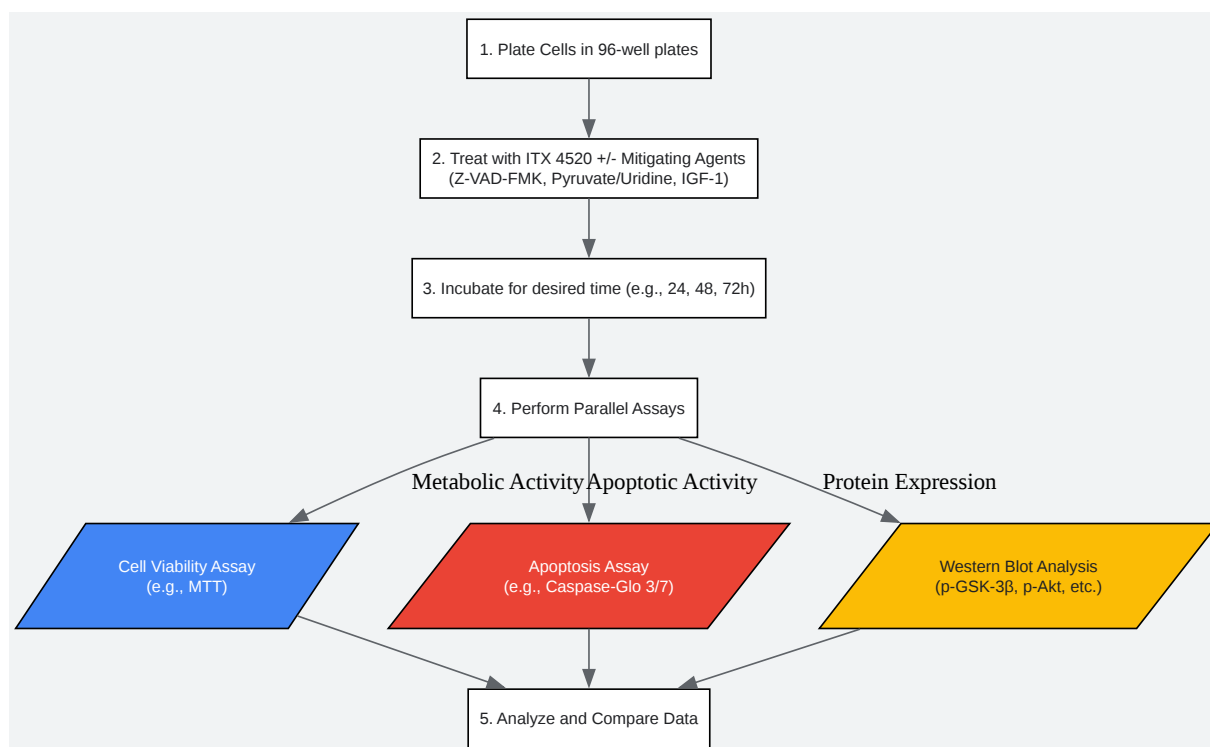 1. Plate Cells in 96-well plates
2. Treat with ITX 4520 +/- Mitigating Agents
(Z-VAD-FMK, Pyruvate/Uridine, IGF-1)
3. Incubate for desired time (e.g., 24, 48, 72h)
4. Perform Parallel Assays
Metabolic Activity
Apoptotic Activity
Protein Expression
Cell Viability Assay
(e.g., MTT)
Apoptosis Assay
(e.g., Caspase-Glo 3/7)
Western Blot Analysis
(p-GSK-3β, p-Akt, etc.)
5. Analyze and Compare Data